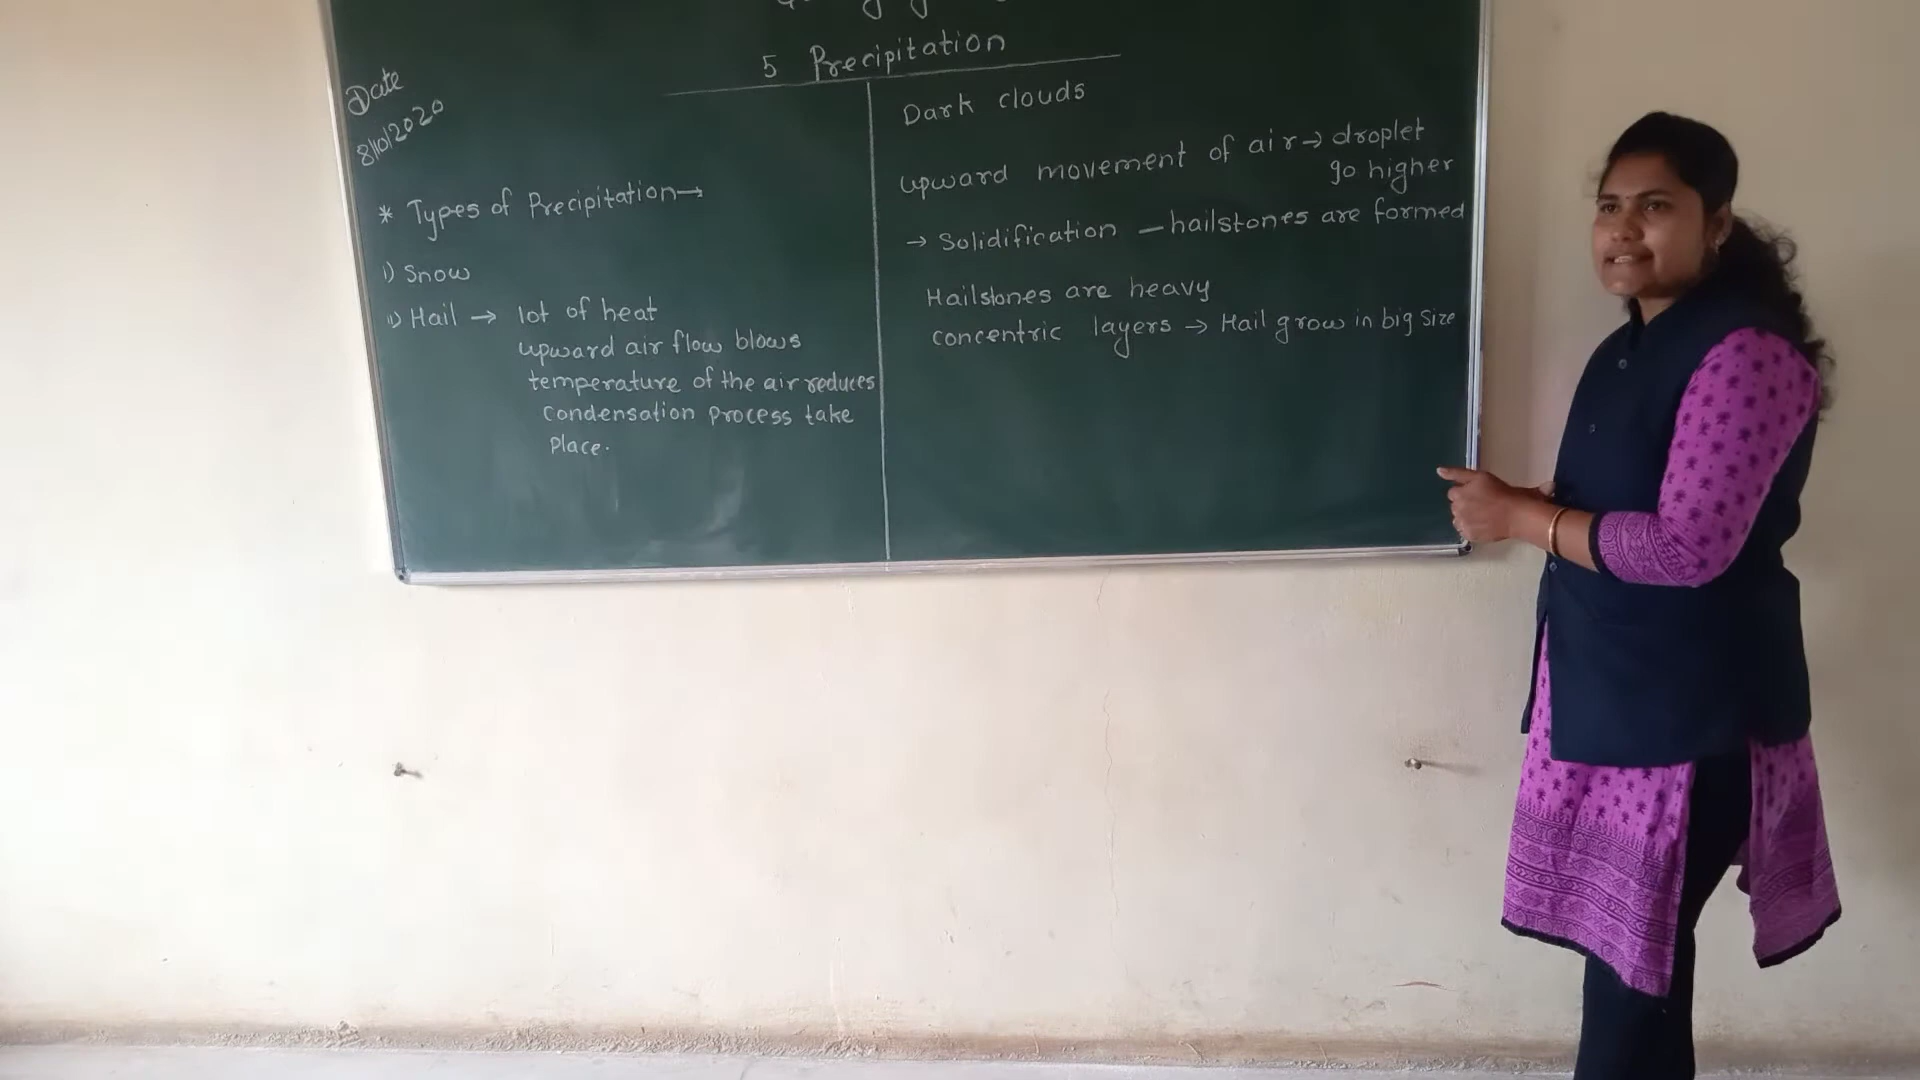 5 Precipitation
Date
8/10/2020
* Types of Precipitation→
i) Snow
ii) Hail → lot of heat
upward air flow blows
temperature of the air reduces
condensation process take
place.
Dark clouds
upward movement of air → droplet
go higher
→ Solidification — hailstones are formed
Hailstones are heavy
concentric layers → Hail grow in big size